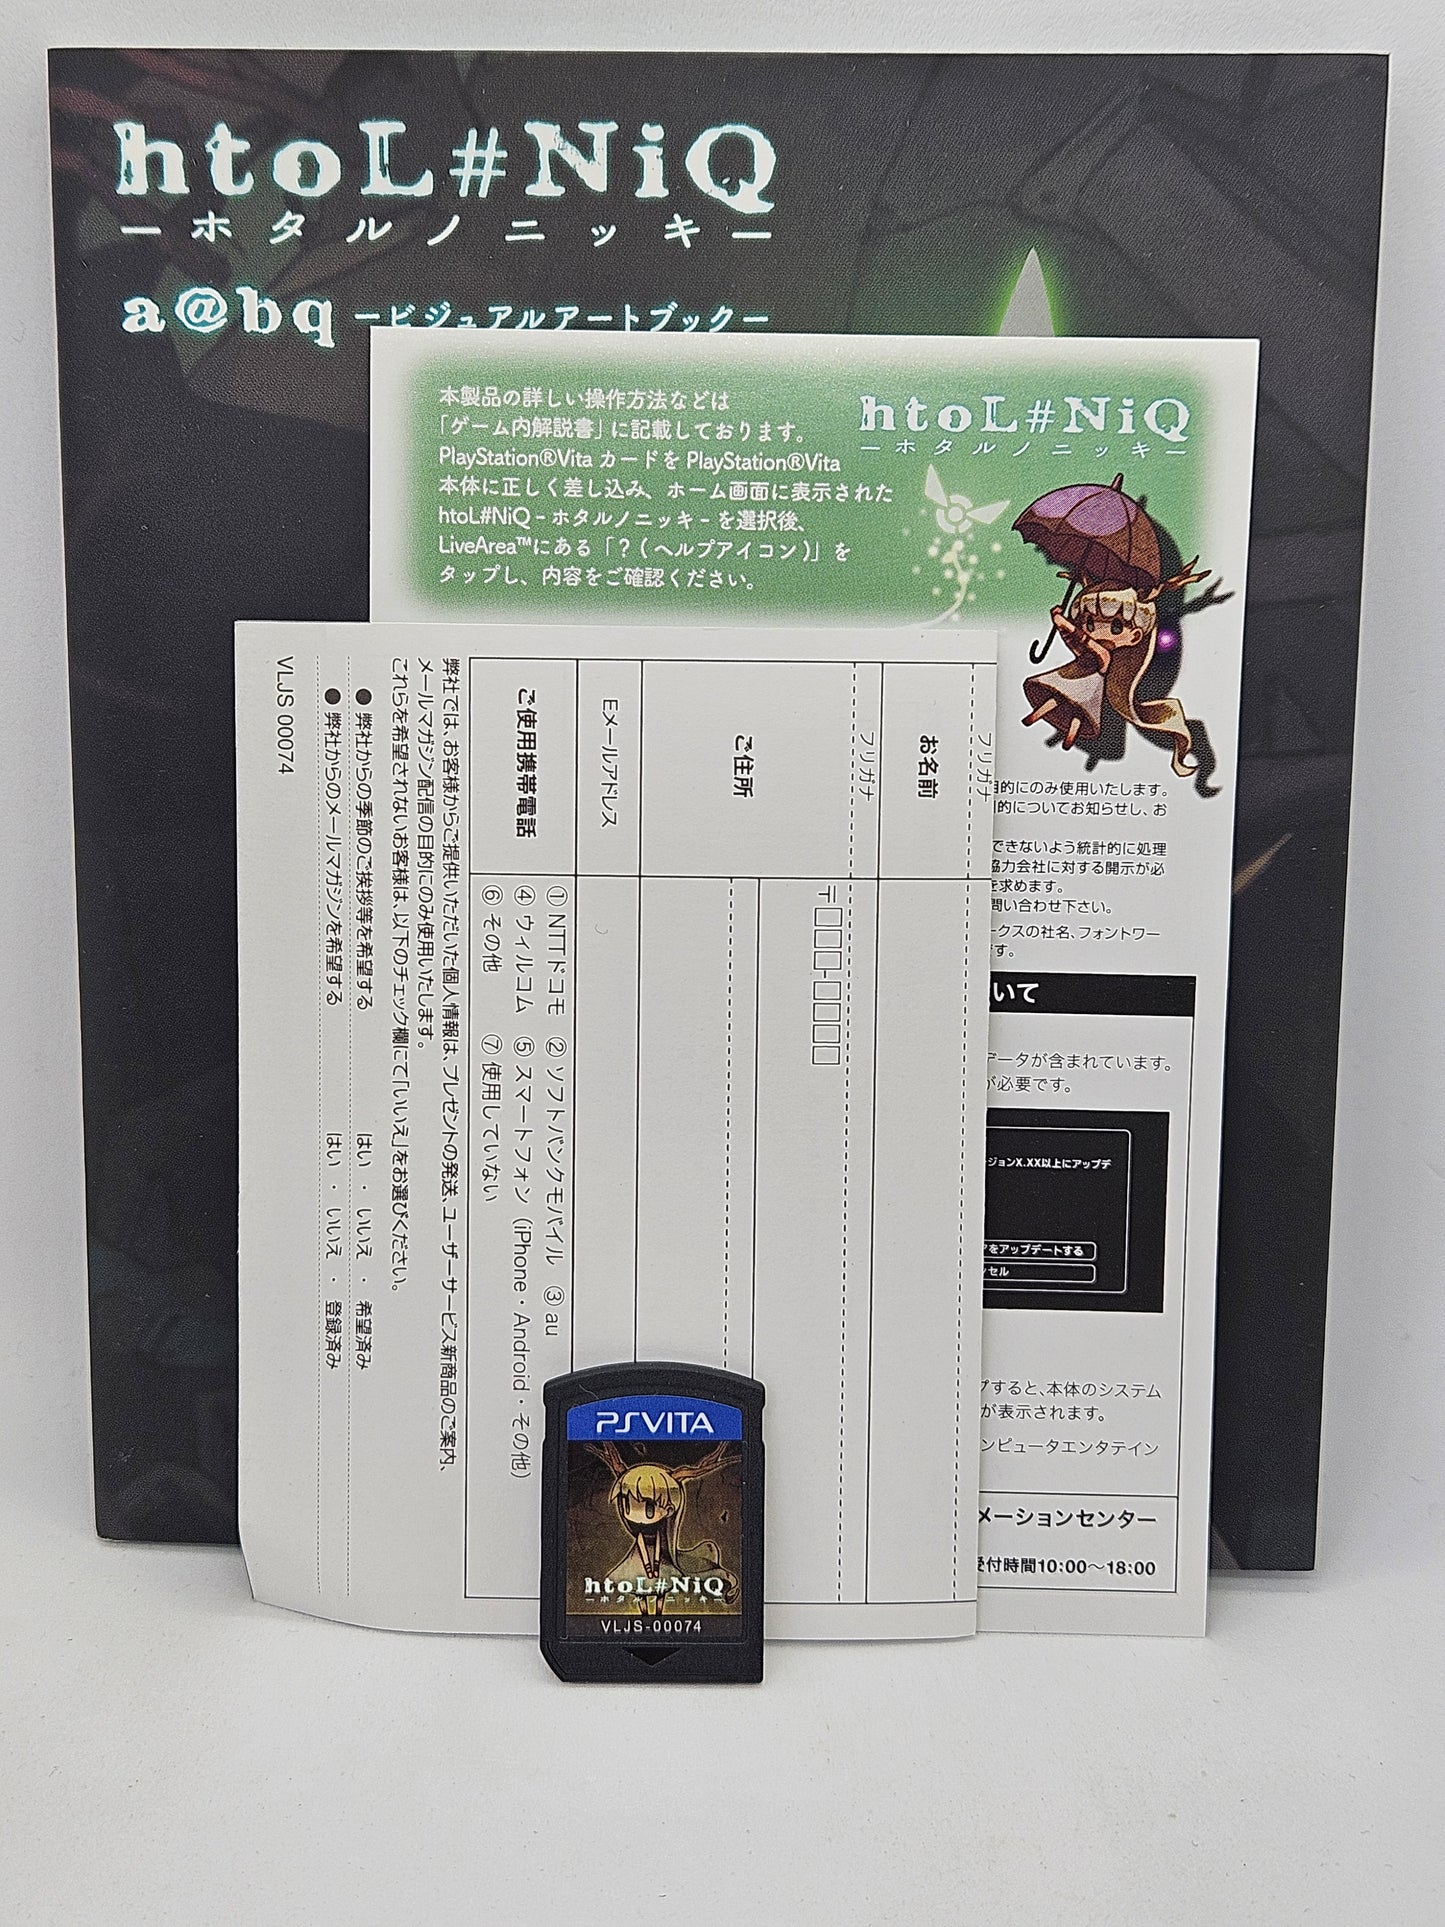 htoL#NiQ
ーホタルノニッキー
a@bq ービジュアルアートブックー
本製品の詳しい操作方法などは
「ゲーム内解説書」に記載しております。
PlayStation®Vita カードを PlayStation®Vita
本体に正しく差し込み、ホーム画面に表示された
htoL#NiQ - ホタルノニッキ - を選択後、
LiveArea™にある「？( ヘルプアイコン )」を
タップし、内容をご確認ください。
htoL#NiQ
ーホタルノニッキー
目的にのみ使用いたします。
的についてお知らせし、お
できないよう統計的に処理
協力会社に対する開示が必
を求めます。
問い合わせ下さい。
ークスの社名、フォントワー
す。
いて
データが含まれています。
が必要です。
ージョンX.XX以上にアップデ
アをアップデートする
ンセル
プすると、本体のシステム
が表示されます。
ンピュータエンタテイン
メーションセンター
受付時間10:00～18:00
フリガナ
お名前
フリガナ
ご住所
〒□□□-□□□□
Eメールアドレス
ご使用携帯電話
① NTTドコモ ② ソフトバンクモバイル ③ au
④ ウィルコム ⑤ スマートフォン（iPhone・Android・その他）
⑥ その他 ⑦ 使用していない
弊社では、お客様からご提供いただいた個人情報は、プレゼントの発送、ユーザーサービス新商品のご案内、
メールマガジン配信の目的にのみ使用いたします。
これらを希望されないお客様は、以下のチェック欄にて「いいえ」をお選びください。
● 弊社からの季節のご挨拶等を希望する はい ・ いいえ ・ 希望済み
● 弊社からのメールマガジンを希望する はい ・ いいえ ・ 登録済み
VLJS 00074
PSVITA
htoL#NiQ
ーホタルノニッキー
VLJS-00074